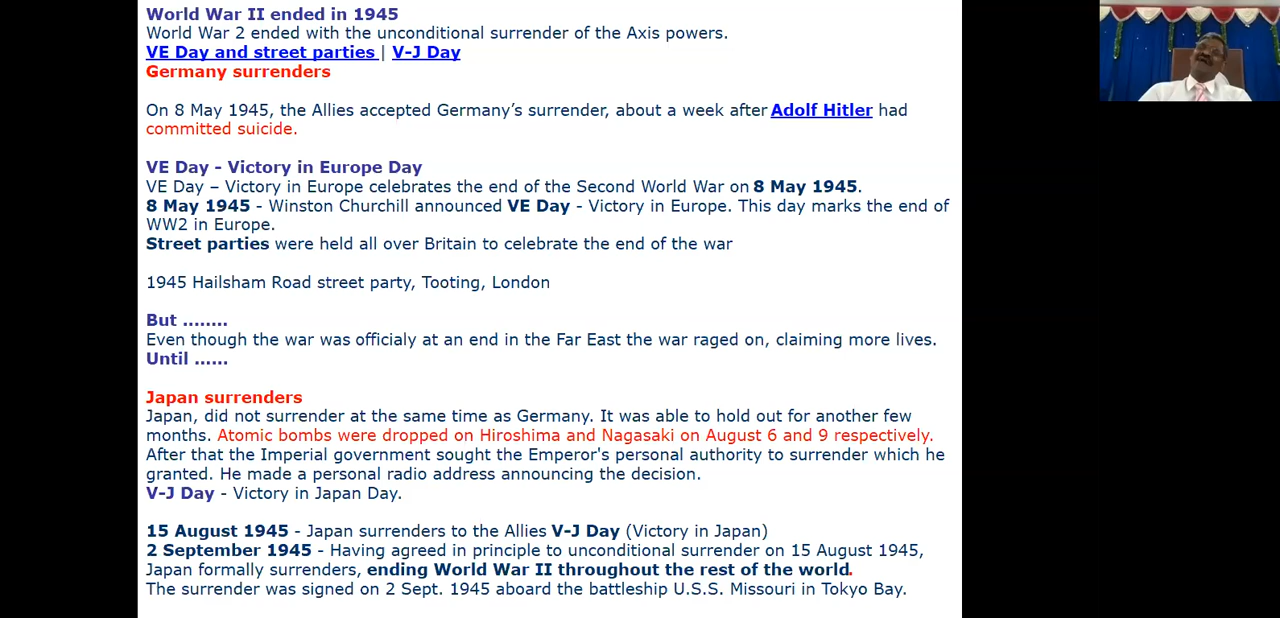 World War II ended in 1945
World War 2 ended with the unconditional surrender of the Axis powers.
VE Day and street parties | V-J Day
Germany surrenders
On 8 May 1945, the Allies accepted Germany’s surrender, about a week after Adolf Hitler had
committed suicide.
VE Day - Victory in Europe Day
VE Day – Victory in Europe celebrates the end of the Second World War on 8 May 1945.
8 May 1945 - Winston Churchill announced VE Day - Victory in Europe. This day marks the end of
WW2 in Europe.
Street parties were held all over Britain to celebrate the end of the war
1945 Hailsham Road street party, Tooting, London
But ........
Even though the war was officialy at an end in the Far East the war raged on, claiming more lives.
Until ......
Japan surrenders
Japan, did not surrender at the same time as Germany. It was able to hold out for another few
months. Atomic bombs were dropped on Hiroshima and Nagasaki on August 6 and 9 respectively.
After that the Imperial government sought the Emperor's personal authority to surrender which he
granted. He made a personal radio address announcing the decision.
V-J Day - Victory in Japan Day.
15 August 1945 - Japan surrenders to the Allies V-J Day (Victory in Japan)
2 September 1945 - Having agreed in principle to unconditional surrender on 15 August 1945,
Japan formally surrenders, ending World War II throughout the rest of the world.
The surrender was signed on 2 Sept. 1945 aboard the battleship U.S.S. Missouri in Tokyo Bay.